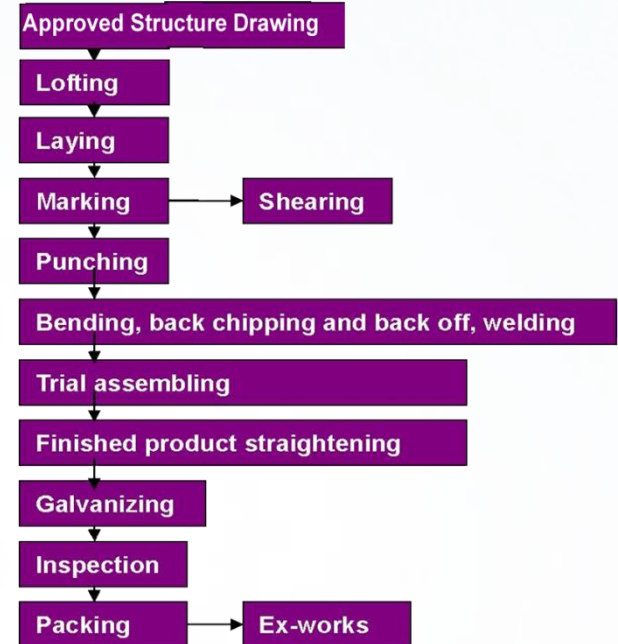 Approved Structure Drawing
Lofting
Laying
Marking
Shearing
Punching
Bending, back chipping and back off, welding
Trial assembling
Finished product straightening
Galvanizing
Inspection
Packing
Ex-works